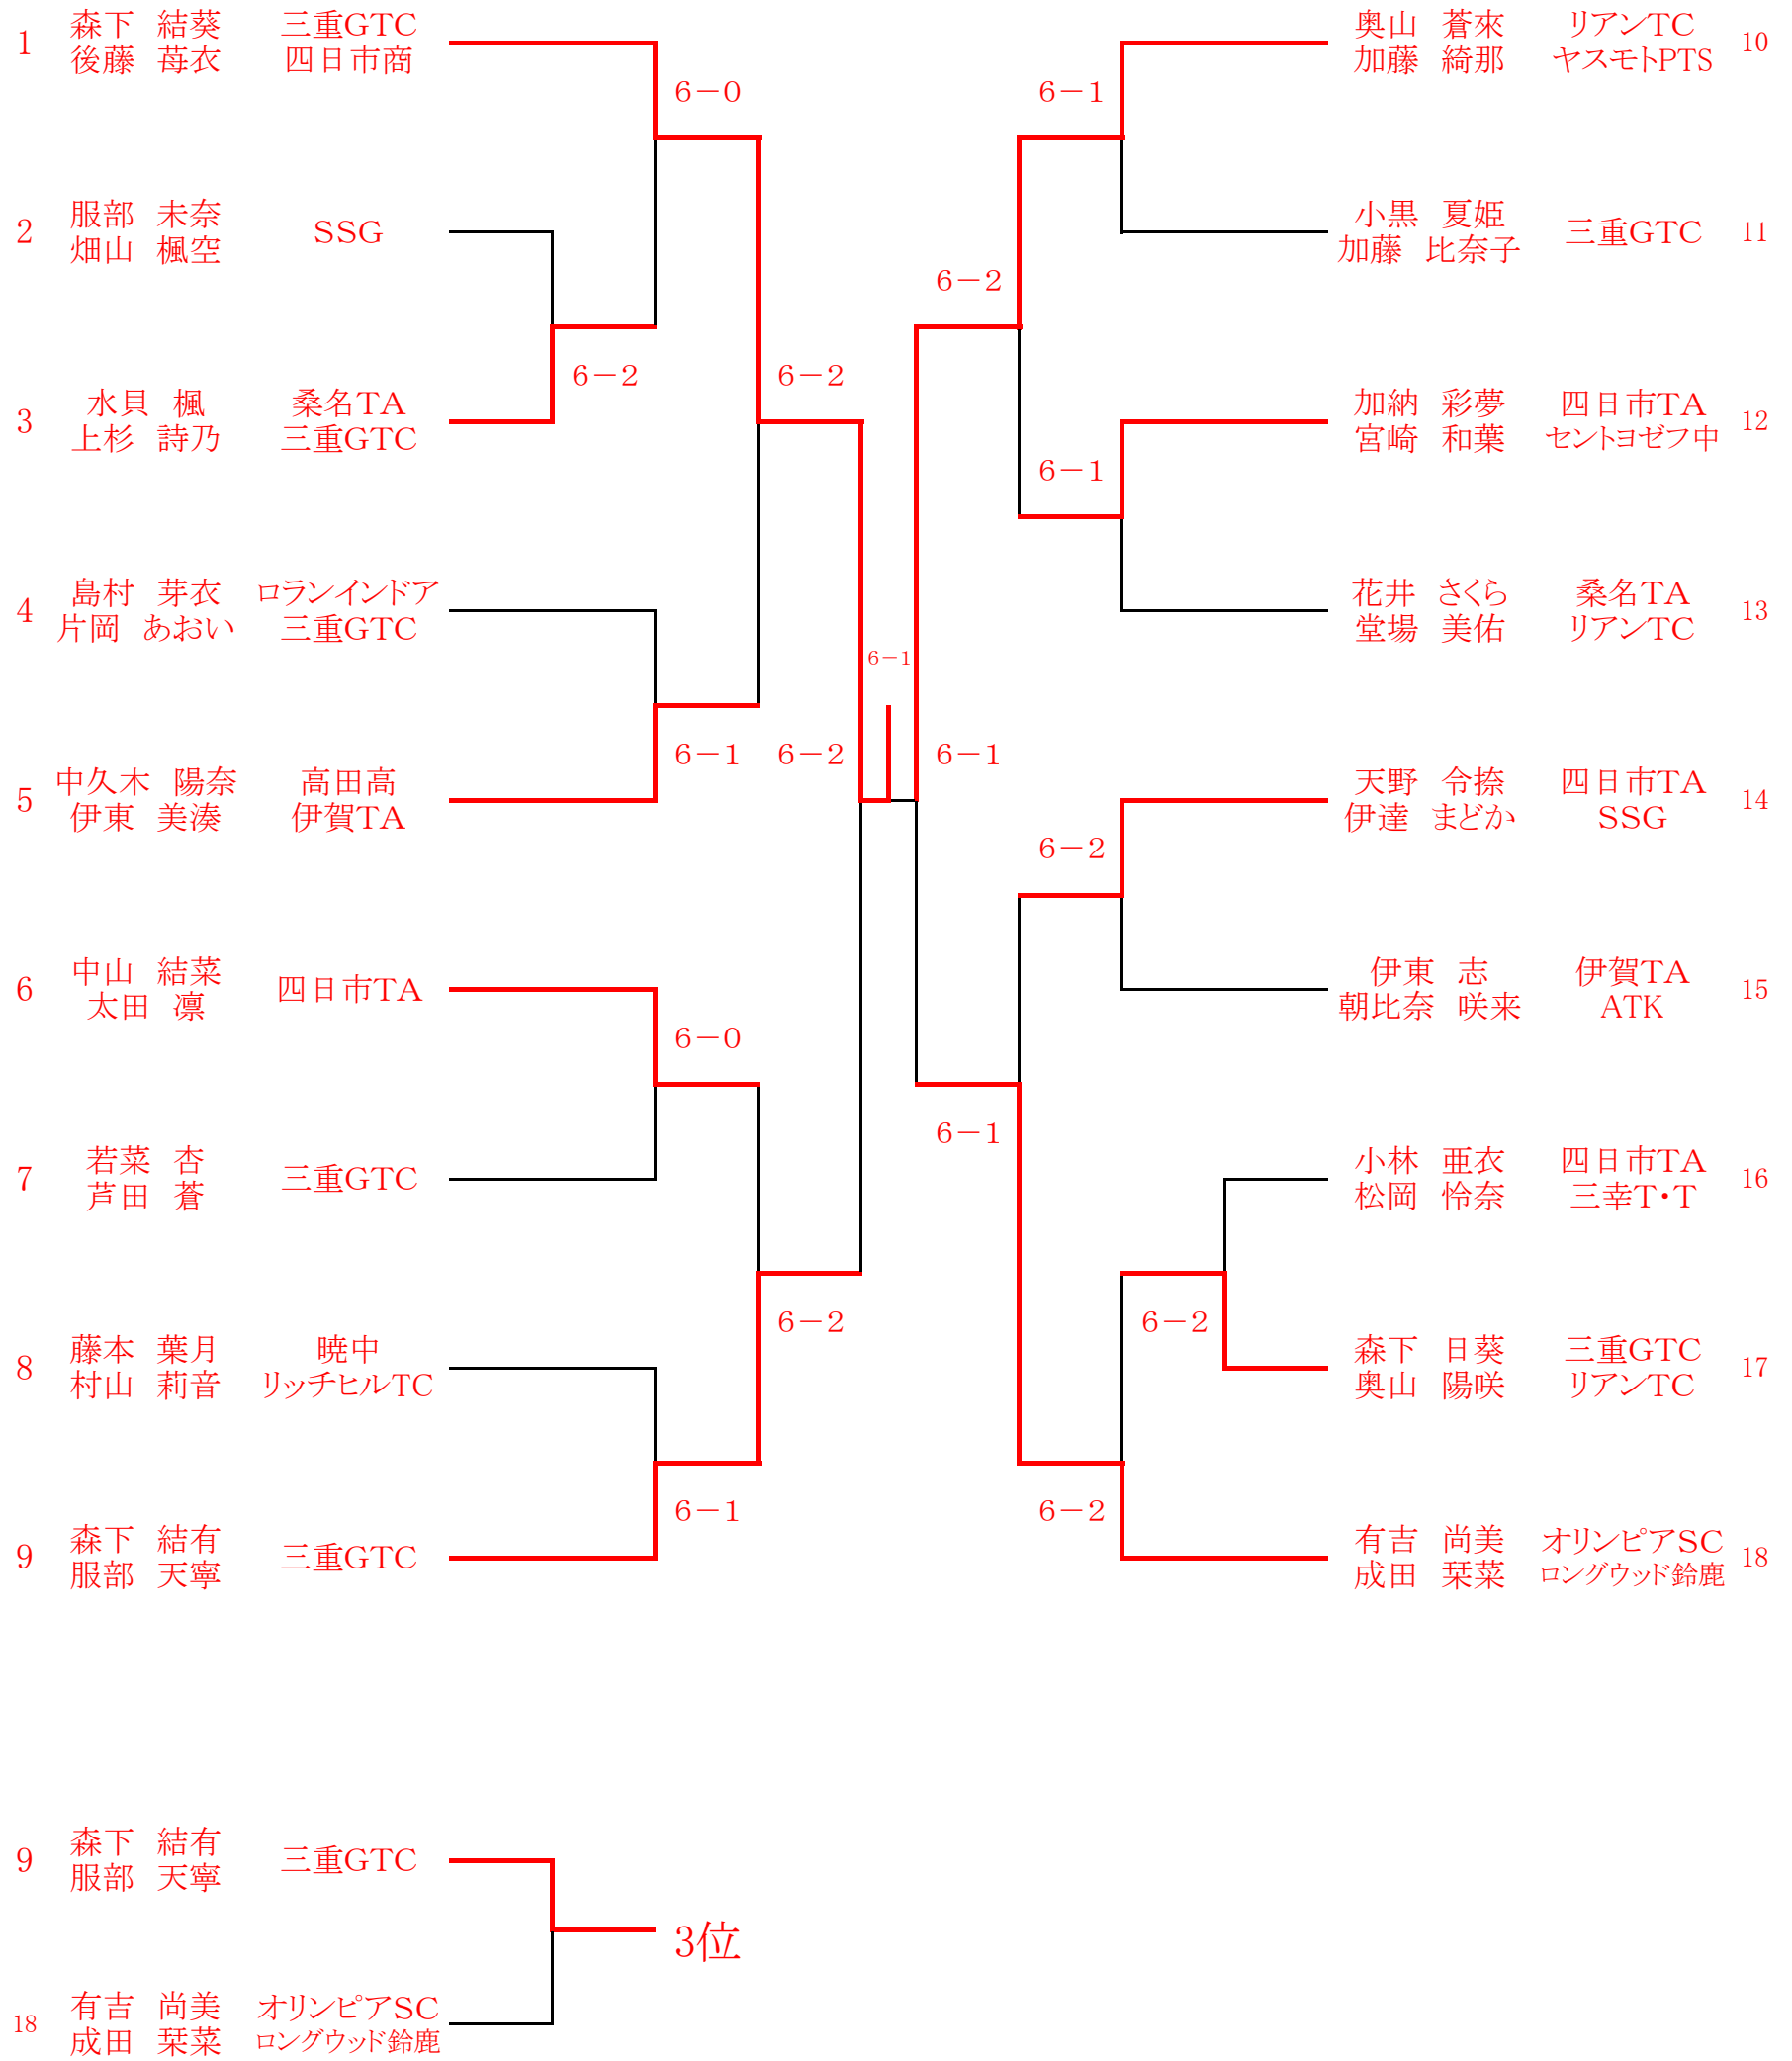 1 森下 結葵 三重GTC
後藤 苺衣 四日市商
6−0
2 服部 未奈 SSG
畑山 楓空
6−2
6−2
3 水貝 楓 桑名TA
上杉 詩乃 三重GTC
4 島村 芽衣 ロランインドア
片岡 あおい 三重GTC
6−1
6−1
6−2
5 中久木 陽奈 高田高
伊東 美湊 伊賀TA
6 中山 結菜 四日市TA
太田 凛
6−0
7 若菜 杏 三重GTC
芦田 蒼
6−2
8 藤本 葉月 暁中
村山 莉音 リッチヒルTC
6−1
9 森下 結有 三重GTC
服部 天寧
奥山 蒼來 リアンTC 10
加藤 綺那 ヤスモトPTS
6−1
小黒 夏姫 三重GTC 11
加藤 比奈子
6−2
加納 彩夢 四日市TA 12
宮崎 和葉 セントヨゼフ中
6−1
花井 さくら 桑名TA 13
堂場 美佑 リアンTC
6−1
天野 令捺 四日市TA 14
伊達 まどか SSG
6−2
伊東 志 伊賀TA 15
朝比奈 咲来 ATK
6−1
小林 亜衣 四日市TA 16
松岡 怜奈 三幸T・T
6−2
森下 日葵 三重GTC 17
奥山 陽咲 リアンTC
6−2
有吉 尚美 オリンピアSC 18
成田 栞菜 ロングウッド鈴鹿
9 森下 結有 三重GTC
服部 天寧
3位
18 有吉 尚美 オリンピアSC
成田 栞菜 ロングウッド鈴鹿